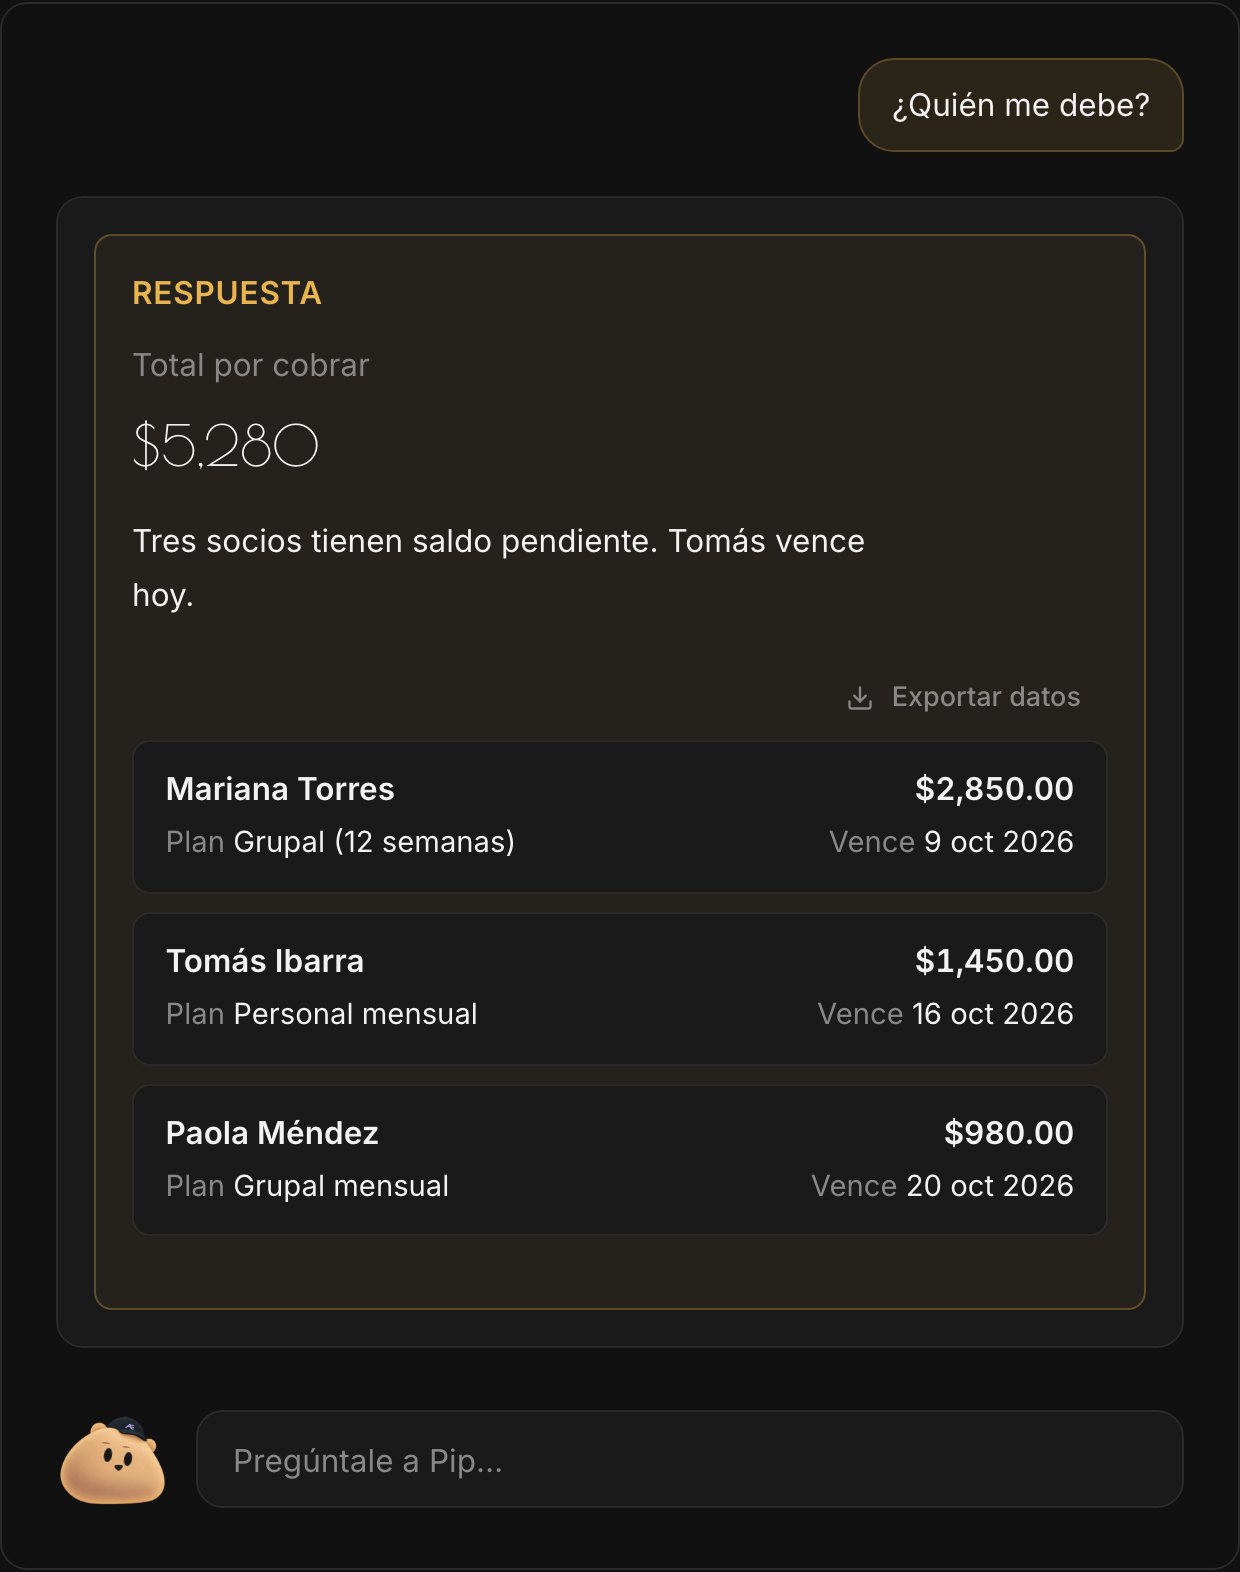 ¿Quién me debe?
RESPUESTA
Total por cobrar
$5,280
Tres socios tienen saldo pendiente. Tomás vence
hoy.
Exportar datos
Mariana Torres $2,850.00
Plan Grupal (12 semanas) Vence 9 oct 2026
Tomás Ibarra $1,450.00
Plan Personal mensual Vence 16 oct 2026
Paola Méndez $980.00
Plan Grupal mensual Vence 20 oct 2026
Pregúntale a Pip...